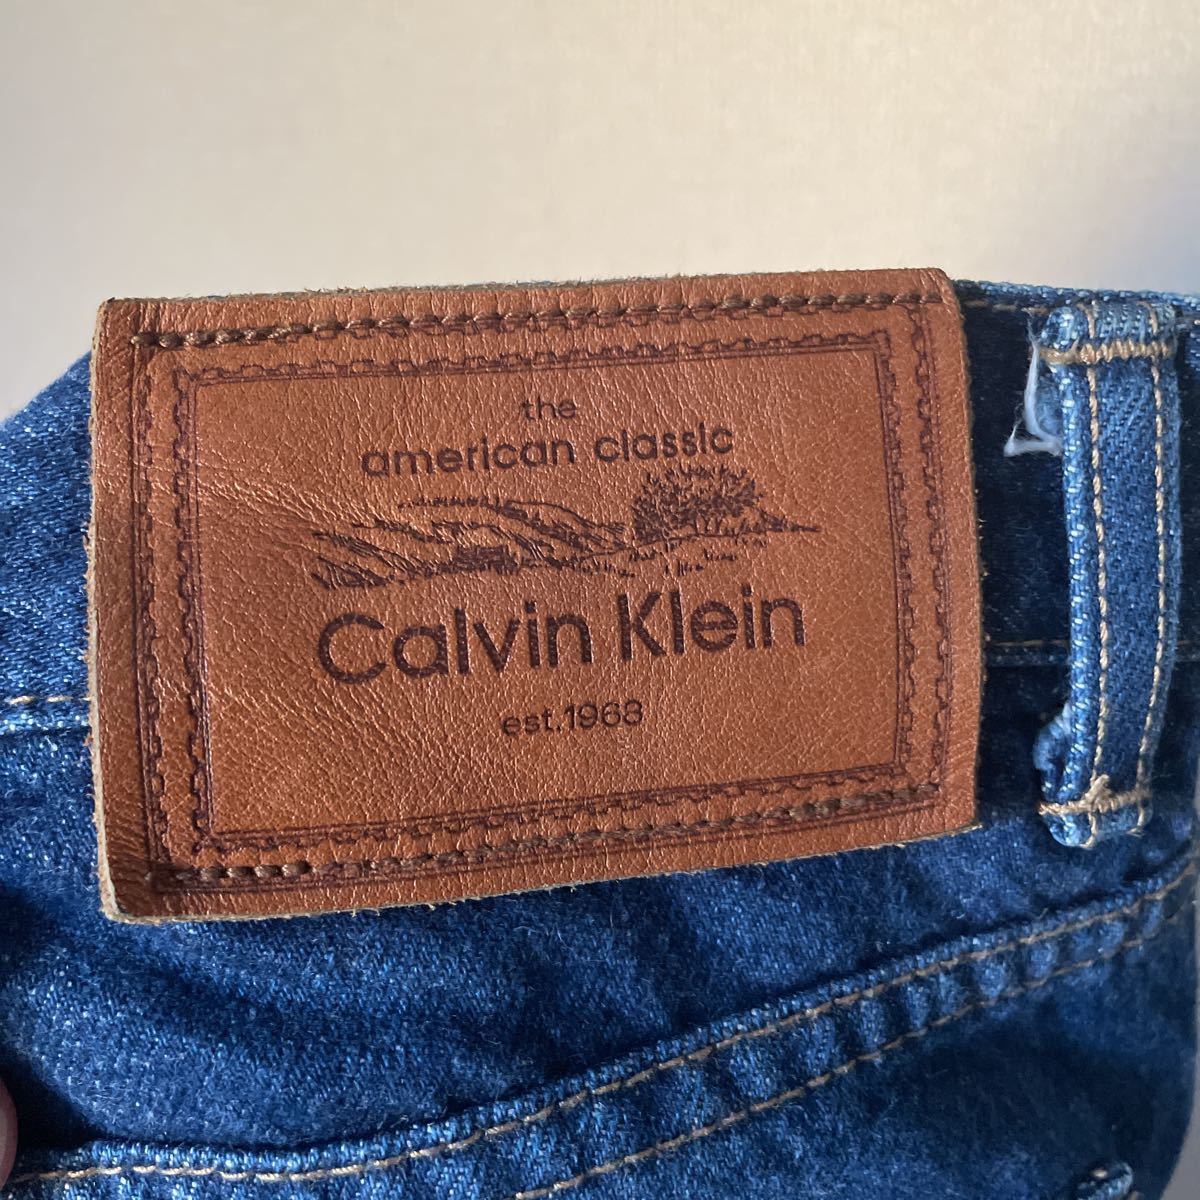 the
american classic
Calvin Klein
est.1968